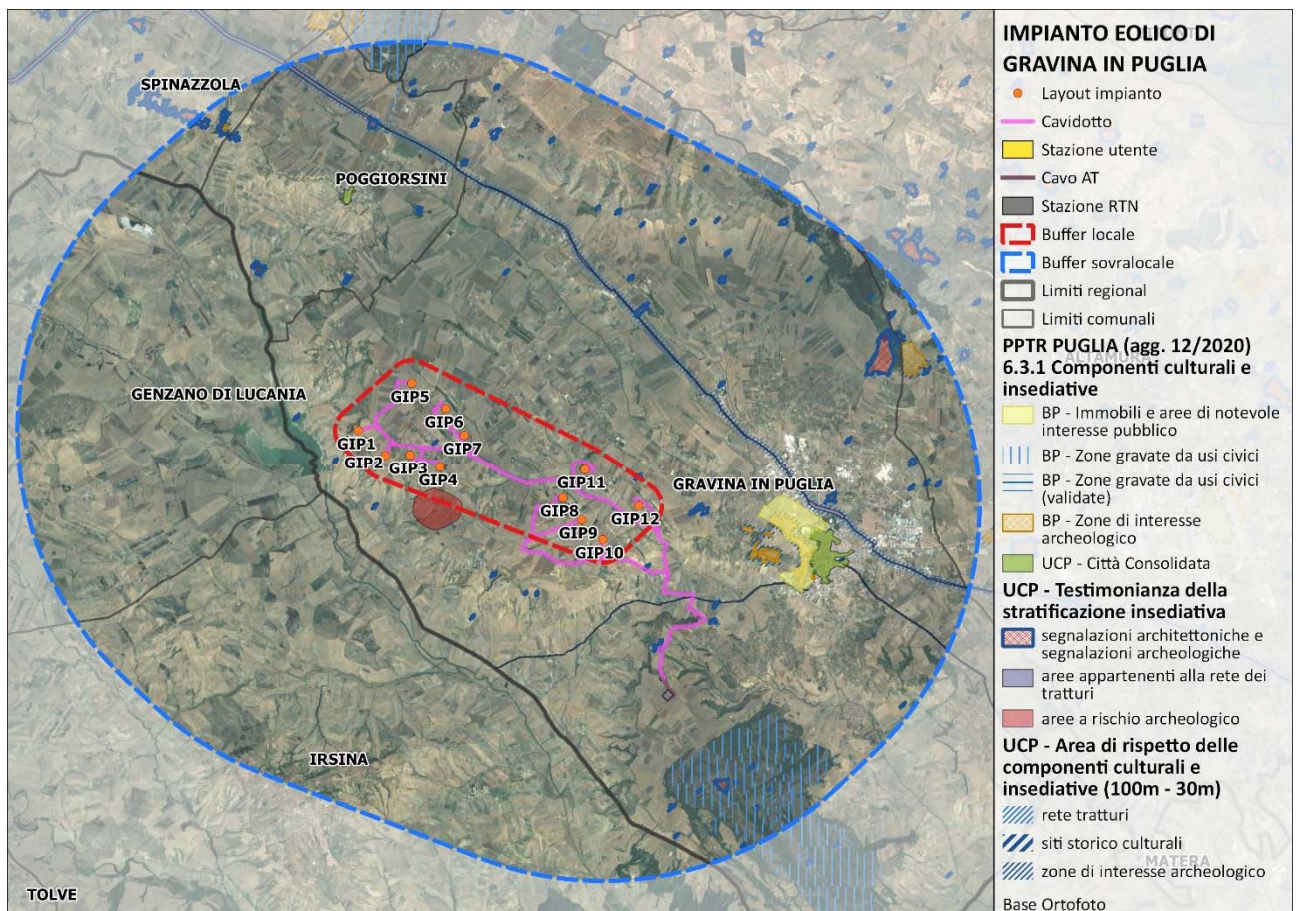 SPINAZZOLA
POGGIORSINI
GENZANO DI LUCANIA
GIP5
GIP6
GIP1
GIP7
GIP2
GIP3
GIP4
GIP11
GRAVINA IN PUGLIA
GIP8
GIP12
GIP9
GIP10
IRSINA
TOLVE
IMPIANTO EOLICO DI
GRAVINA IN PUGLIA
Layout impianto
Cavidotto
Stazione utente
Cavo AT
Stazione RTN
Buffer locale
Buffer sovralocale
Limiti regional
Limiti comunali
PPTR PUGLIA (agg. 12/2020)
ALTAMURA
6.3.1 Componenti culturali e
insediative
BP - Immobili e aree di notevole
interesse pubblico
BP - Zone gravate da usi civici
BP - Zone gravate da usi civici
(validate)
BP - Zone di interesse
archeologico
UCP - Città Consolidata
UCP - Testimonianza della
stratificazione insediativa
segnalazioni architettoniche e
segnalazioni archeologiche
aree appartenenti alla rete dei
tratturi
aree a rischio archeologico
UCP - Area di rispetto delle
componenti culturali e
insediative (100m - 30m)
rete tratturi
siti storico culturali
MATERA
zone di interesse archeologico
Base Ortofoto